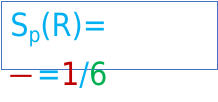 Sₚ(R)=
—=1/6